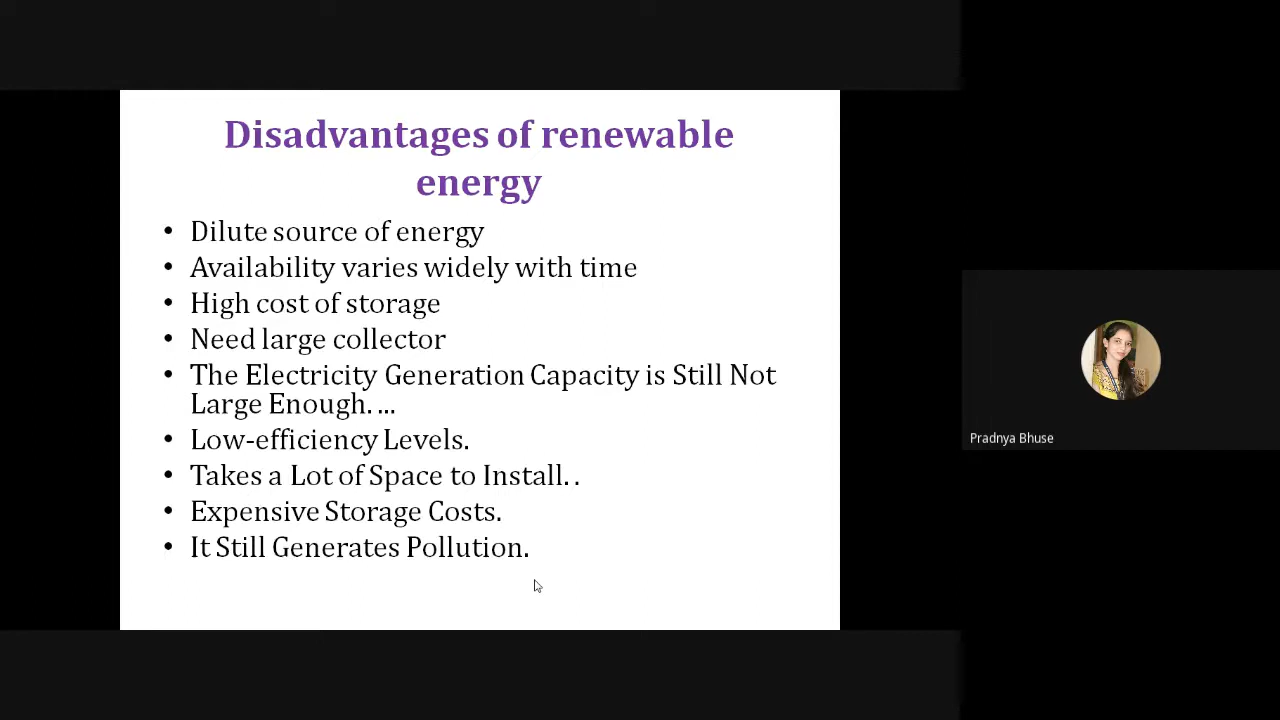 Disadvantages of renewable
energy
• Dilute source of energy
• Availability varies widely with time
• High cost of storage
• Need large collector
• The Electricity Generation Capacity is Still Not
Large Enough. ...
• Low-efficiency Levels.
• Takes a Lot of Space to Install. .
• Expensive Storage Costs.
• It Still Generates Pollution.
Pradnya Bhuse